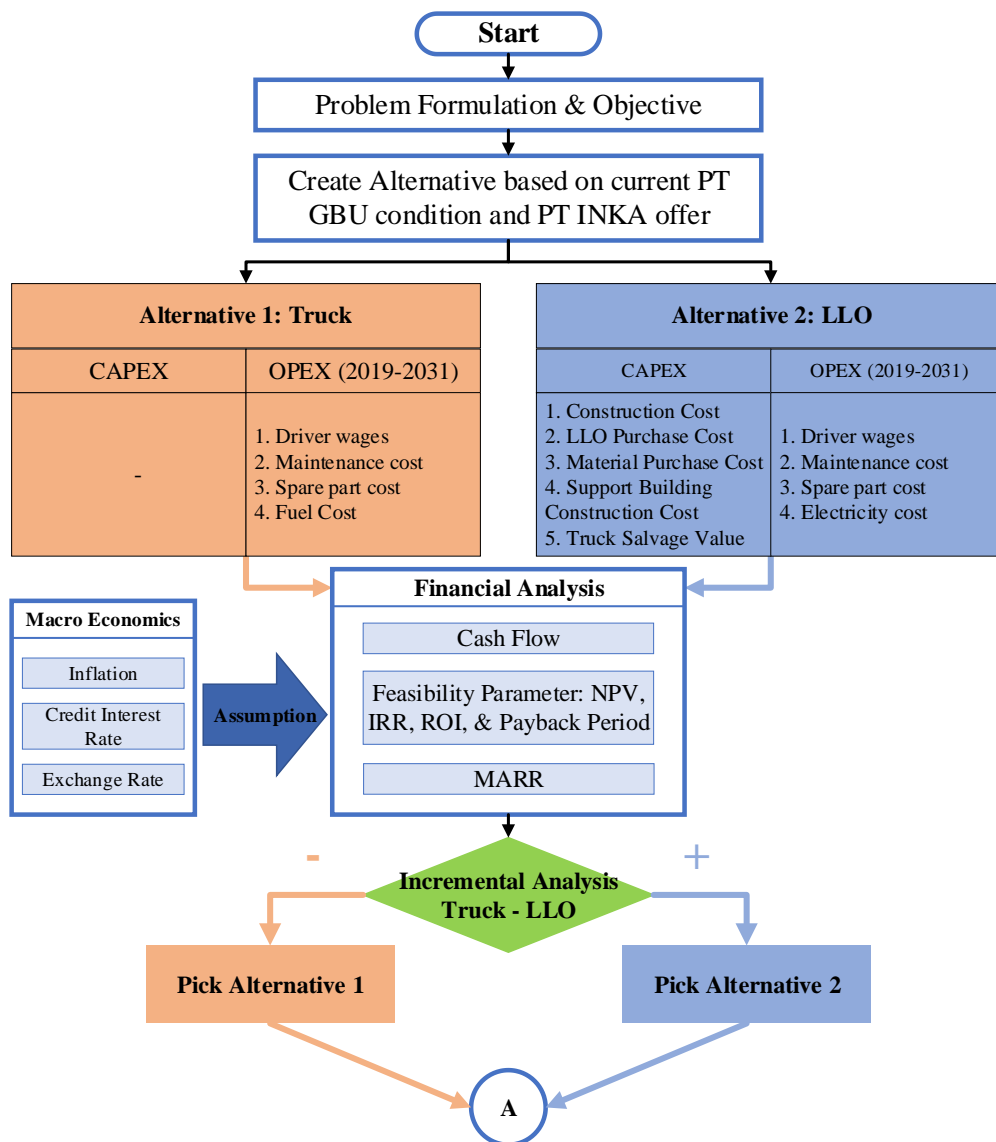 Start
Problem Formulation & Objective
Create Alternative based on current PT
GBU condition and PT INKA offer
Alternative 1: Truck
CAPEX
OPEX (2019-2031)
-
1. Driver wages
2. Maintenance cost
3. Spare part cost
4. Fuel Cost
Alternative 2: LLO
CAPEX
OPEX (2019-2031)
1. Construction Cost
2. LLO Purchase Cost
3. Material Purchase Cost
4. Support Building
Construction Cost
5. Truck Salvage Value
1. Driver wages
2. Maintenance cost
3. Spare part cost
4. Electricity cost
Macro Economics
Inflation
Credit Interest
Rate
Exchange Rate
Assumption
Financial Analysis
Cash Flow
Feasibility Parameter: NPV,
IRR, ROI, & Payback Period
MARR
-
+
Incremental Analysis
Truck - LLO
Pick Alternative 1
Pick Alternative 2
A